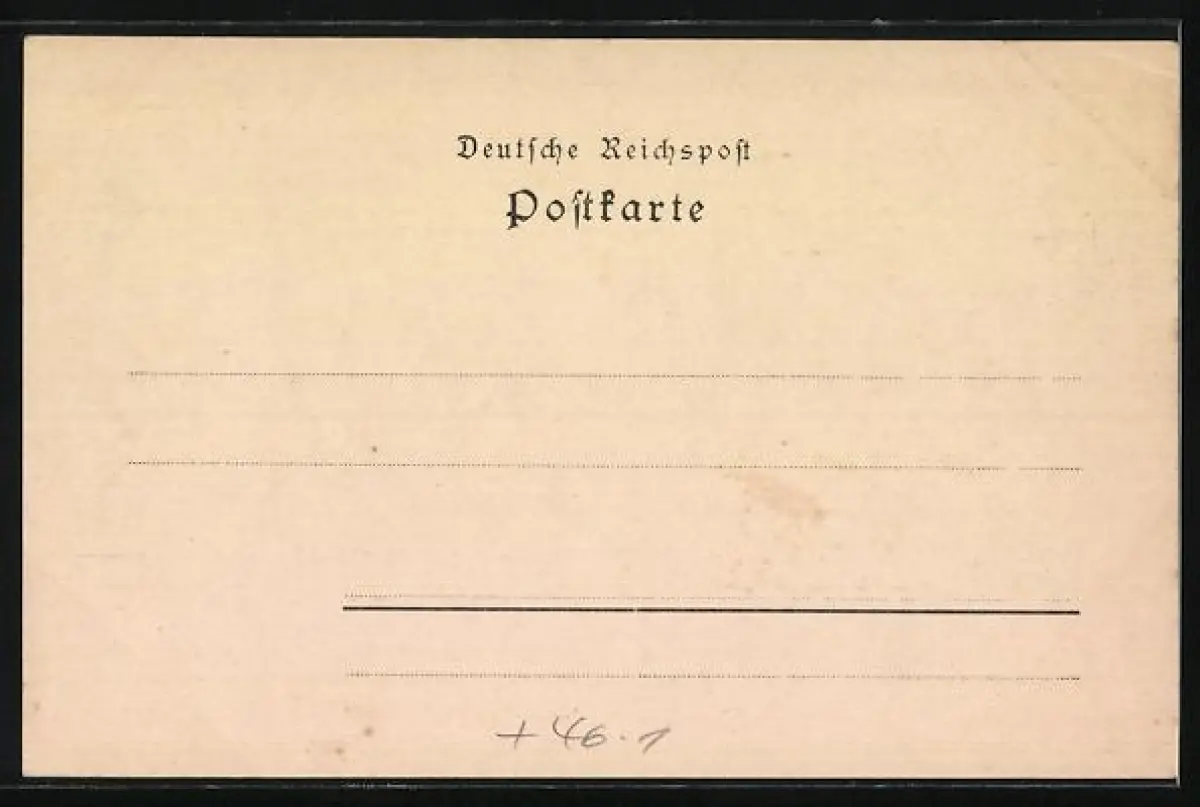 Deutſche Reichspoſt
Poſtkarte
+ 46.1